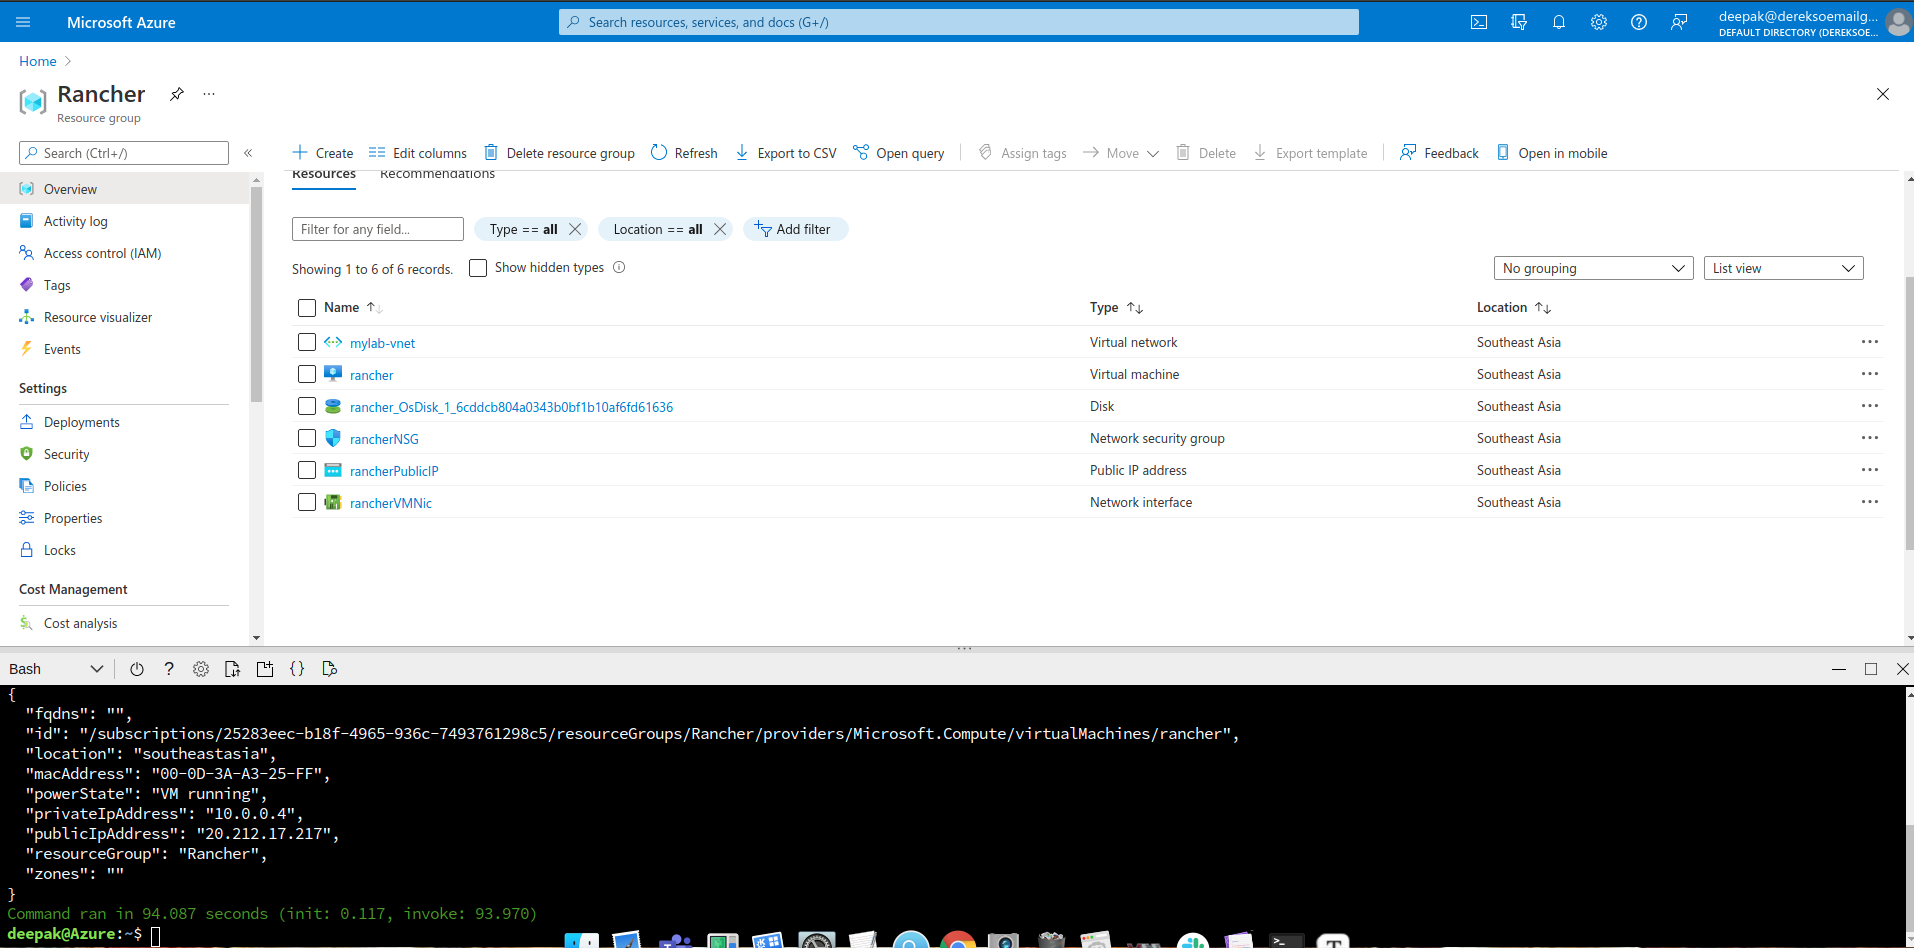 Microsoft Azure
Search resources, services, and docs (G+/)
deepak@dereksoemailg...
DEFAULT DIRECTORY (DEREKSOE...
Home
Rancher
Resource group
Search (Ctrl+/)
Create
Edit columns
Delete resource group
Refresh
Export to CSV
Open query
Assign tags
Move
Delete
Export template
Feedback
Open in mobile
Overview
Activity log
Access control (IAM)
Tags
Resource visualizer
Events
Settings
Deployments
Security
Policies
Properties
Locks
Cost Management
Cost analysis
Resources Recommendations
Filter for any field...
Type == all
Location == all
Add filter
Showing 1 to 6 of 6 records.
Show hidden types
No grouping
List view
Name Type Location
mylab-vnet Virtual network Southeast Asia ...
rancher Virtual machine Southeast Asia ...
rancher_OsDisk_1_6cddcb804a0343b0bf1b10af6fd61636 Disk Southeast Asia ...
rancherNSG Network security group Southeast Asia ...
rancherPublicIP Public IP address Southeast Asia ...
rancherVMNic Network interface Southeast Asia ...
Bash
{
"fqdns": "",
"id": "/subscriptions/25283eec-b18f-4965-936c-7493761298c5/resourceGroups/Rancher/providers/Microsoft.Compute/virtualMachines/rancher",
"location": "southeastasia",
"macAddress": "00-0D-3A-A3-25-FF",
"powerState": "VM running",
"privateIpAddress": "10.0.0.4",
"publicIpAddress": "20.212.17.217",
"resourceGroup": "Rancher",
"zones": ""
}
Command ran in 94.087 seconds (init: 0.117, invoke: 93.970)
deepak@Azure:~$